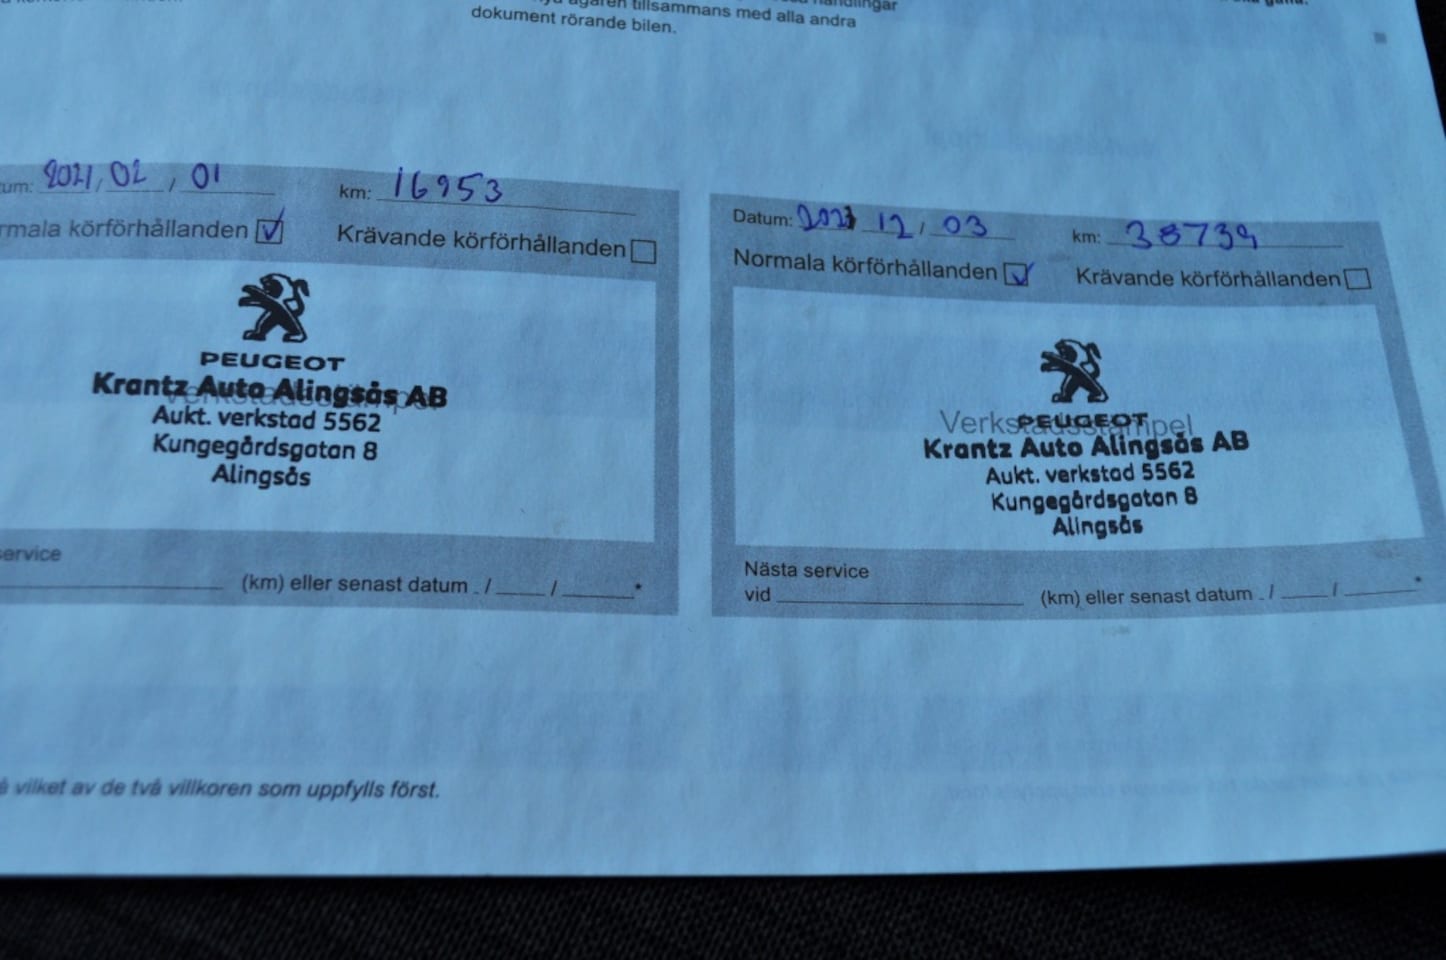 tillsammans med alla andra
dokument rörande bilen.
um: 2021, 02 / 01 km: 16953
rmala körförhållanden Krävande körförhållanden
PEUGEOT
Krantz Auto Alingsås AB
Aukt. verkstad 5562
Kungegårdsgatan 8
Alingsås
service
(km) eller senast datum . / / *
Datum: 12 / 03 km: 38739
Normala körförhållanden Krävande körförhållanden
PEUGEOT
Verkstadsstämpel
Krantz Auto Alingsås AB
Aukt. verkstad 5562
Kungegårdsgatan 8
Alingsås
Nästa service
vid (km) eller senast datum . / / *
å vilket av de två villkoren som uppfylls först.